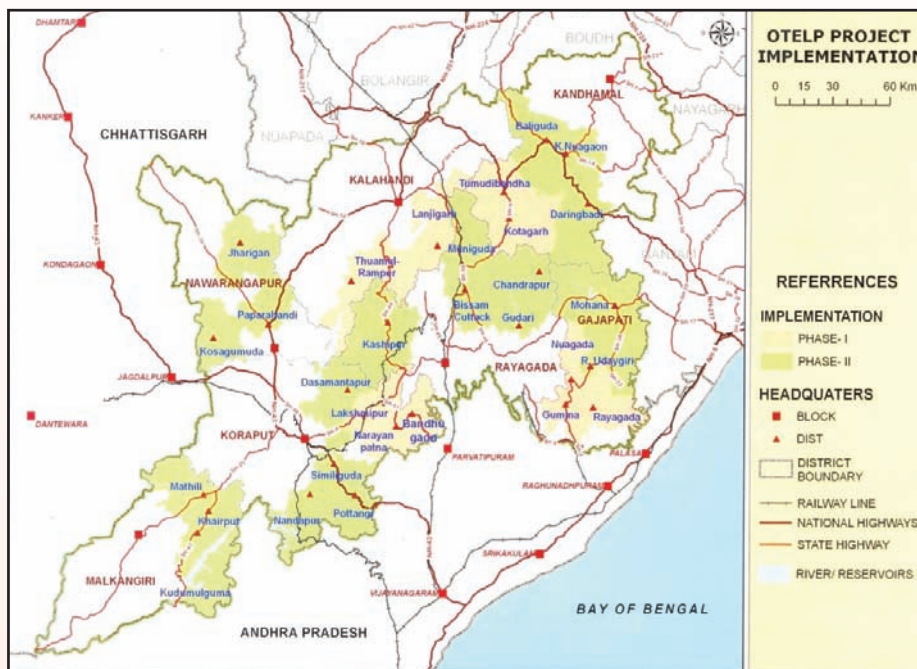 OTELP PROJECT
IMPLEMENTATION
0 15 30 60 Km
REFERRENCES
IMPLEMENTATION
PHASE- I
PHASE- II
HEADQUATERS
BLOCK
DIST
DISTRICT
BOUNDARY
RAILWAY LINE
NATIONAL HIGHWAYS
STATE HIGHWAY
RIVER/ RESERVOIRS
DHAMTARI
BOUDH
BOLANGIR
KANDHAMAL
NAYAGARH
KANKER
CHHATTISGARH
NUAPADA
Baliguda
K.Nuagaon
KALAHANDI
Tumudibandha
Lanjigarh
Daringbadi
Kotagarh
Jharigan
Muniguda
GANJAM
KONDAGAON
Thuamul-
Rampur
Chandrapur
NAWARANGAPUR
Bissam
Cuttack
Mohana
Paparahandi
Gudari
GAJAPATI
Kosagumuda
Kashipur
Nuagada
R. Udaygiri
JAGDALPUR
Dasamantapur
RAYAGADA
DANTEWARA
Lakshmipur
Gumma
Rayagada
Bandhu
gaon
Narayan
patna
KORAPUT
PARVATIPURAM
PALASA
Similiguda
RAGHUNADHPURAM
Mathili
Nandapur
Pottangi
Khairput
SRIKAKULAM
MALKANGIRI
Kudumulguma
VIJAYANAGARAM
BAY OF BENGAL
ANDHRA PRADESH